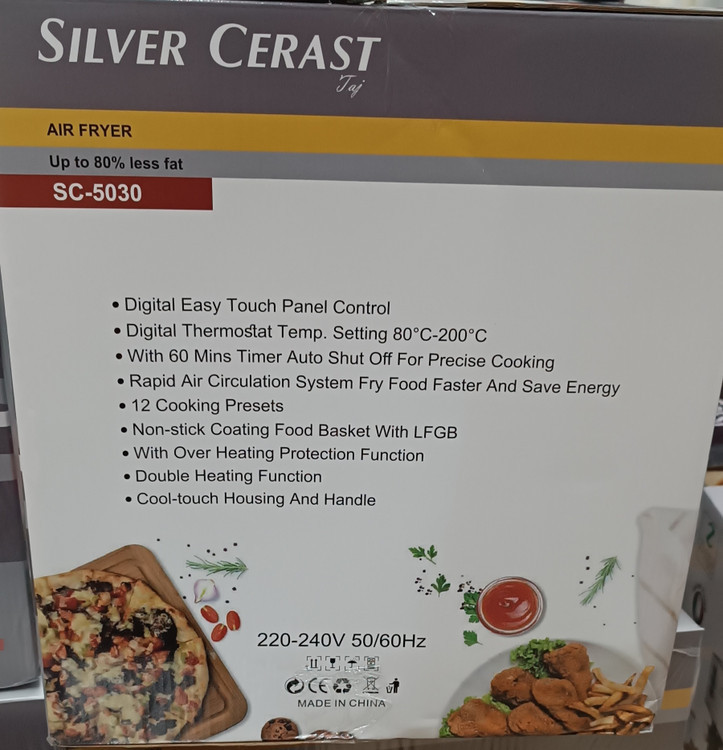 SILVER CERAST
Taj
AIR FRYER
Up to 80% less fat
SC-5030
• Digital Easy Touch Panel Control
• Digital Thermostat Temp. Setting 80°C-200°C
• With 60 Mins Timer Auto Shut Off For Precise Cooking
• Rapid Air Circulation System Fry Food Faster And Save Energy
• 12 Cooking Presets
• Non-stick Coating Food Basket With LFGB
• With Over Heating Protection Function
• Double Heating Function
• Cool-touch Housing And Handle
220-240V 50/60Hz
CE
MADE IN CHINA